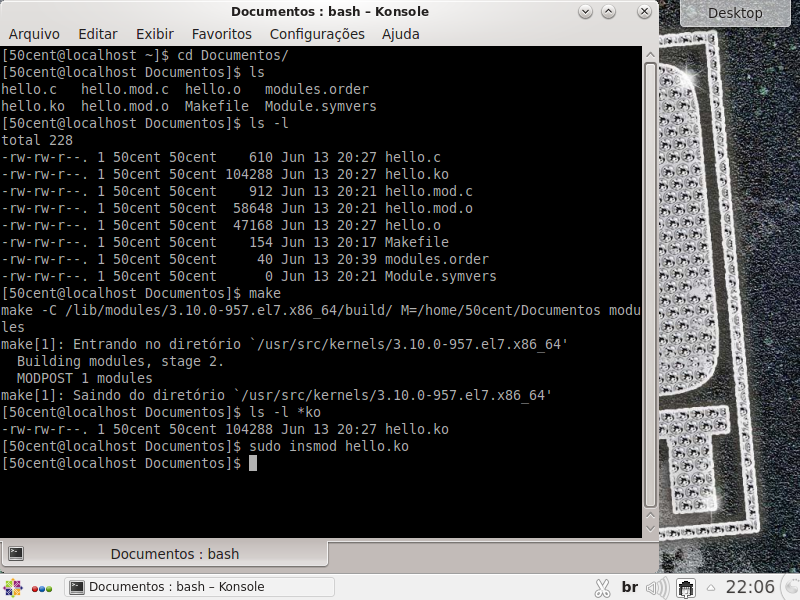 Documentos : bash – Konsole
Desktop
Arquivo Editar Exibir Favoritos Configurações Ajuda
[50cent@localhost ~]$ cd Documentos/
[50cent@localhost Documentos]$ ls
hello.c   hello.mod.c  hello.o   modules.order
hello.ko  hello.mod.o  Makefile  Module.symvers
[50cent@localhost Documentos]$ ls -l
total 228
-rw-rw-r--. 1 50cent 50cent    610 Jun 13 20:27 hello.c
-rw-rw-r--. 1 50cent 50cent 104288 Jun 13 20:27 hello.ko
-rw-rw-r--. 1 50cent 50cent    912 Jun 13 20:21 hello.mod.c
-rw-rw-r--. 1 50cent 50cent  58648 Jun 13 20:21 hello.mod.o
-rw-rw-r--. 1 50cent 50cent  47168 Jun 13 20:27 hello.o
-rw-rw-r--. 1 50cent 50cent    154 Jun 13 20:17 Makefile
-rw-rw-r--. 1 50cent 50cent     40 Jun 13 20:39 modules.order
-rw-rw-r--. 1 50cent 50cent      0 Jun 13 20:21 Module.symvers
[50cent@localhost Documentos]$ make
make -C /lib/modules/3.10.0-957.el7.x86_64/build/ M=/home/50cent/Documentos modu
les
make[1]: Entrando no diretório `/usr/src/kernels/3.10.0-957.el7.x86_64'
  Building modules, stage 2.
  MODPOST 1 modules
make[1]: Saindo do diretório `/usr/src/kernels/3.10.0-957.el7.x86_64'
[50cent@localhost Documentos]$ ls -l *ko
-rw-rw-r--. 1 50cent 50cent 104288 Jun 13 20:27 hello.ko
[50cent@localhost Documentos]$ sudo insmod hello.ko
[50cent@localhost Documentos]$
Documentos : bash
Documentos : bash – Konsole
br
22:06